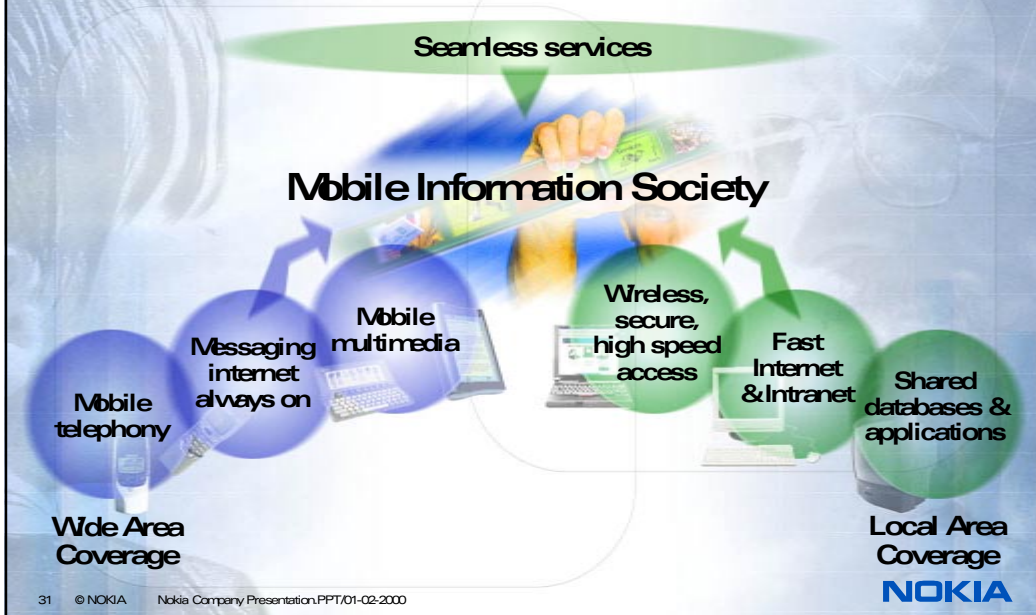 Seamless services
Mobile Information Society
Mobile
telephony
Messaging
internet
always on
Mobile
multimedia
Wireless,
secure,
high speed
access
Fast
Internet
& Intranet
Shared
databases &
applications
Wide Area
Coverage
Local Area
Coverage
31 © NOKIA Nokia Company Presentation.PPT/01-02-2000
NOKIA